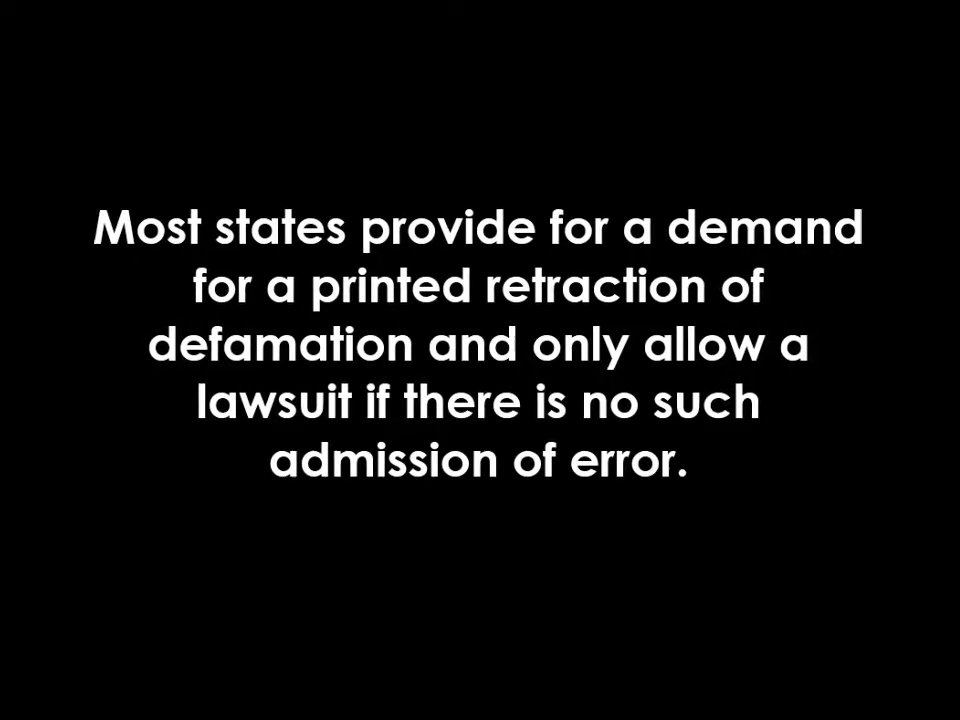 Most states provide for a demand
for a printed retraction of
defamation and only allow a
lawsuit if there is no such
admission of error.